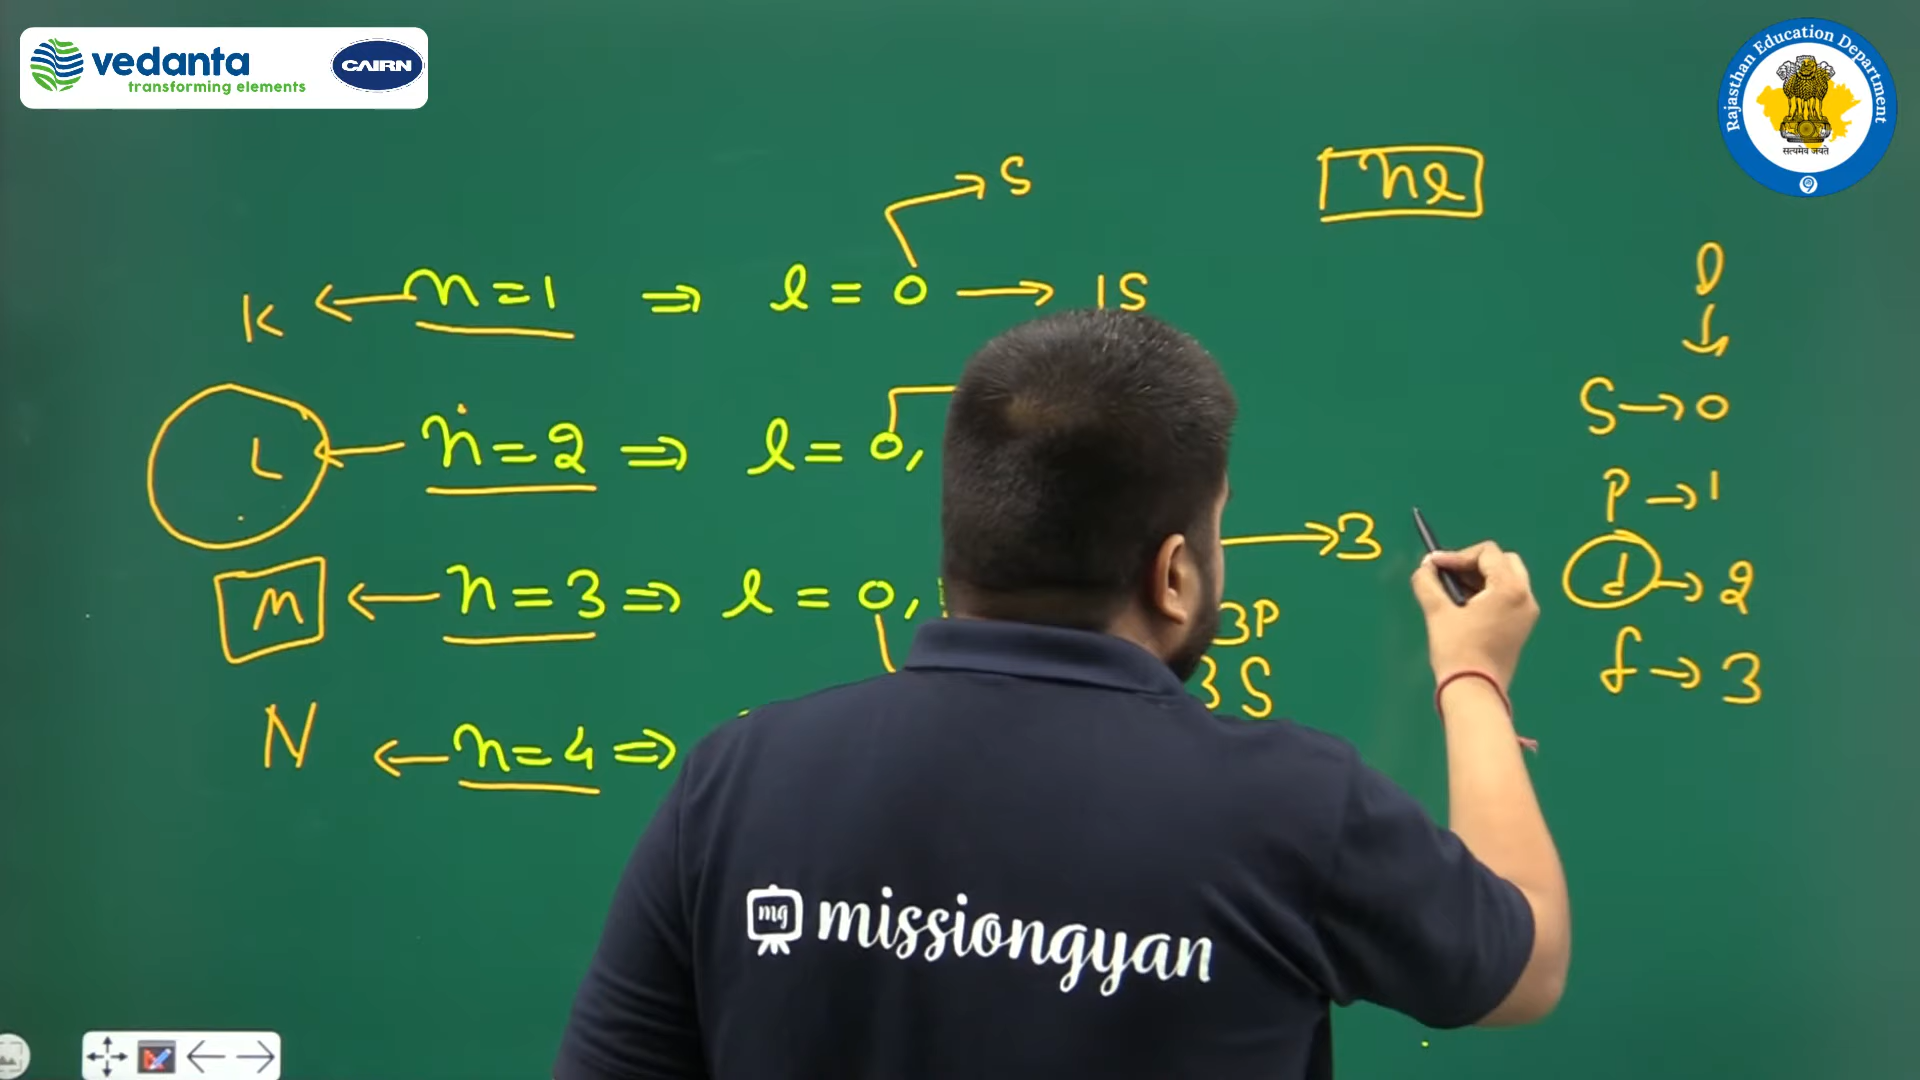 vedanta
transforming elements
CAIRN
Rajasthan Education Department
सत्यमेव जयते
S
nl
K ← n=1 ⇒ l = 0 → 1S
l
↓
S → 0
L ← n=2 ⇒ l = 0,
P → 1
→ 3
d → 2
M ← n=3 ⇒ l = 0,
3P
3S
f → 3
N ← n=4 ⇒
mg missiongyan